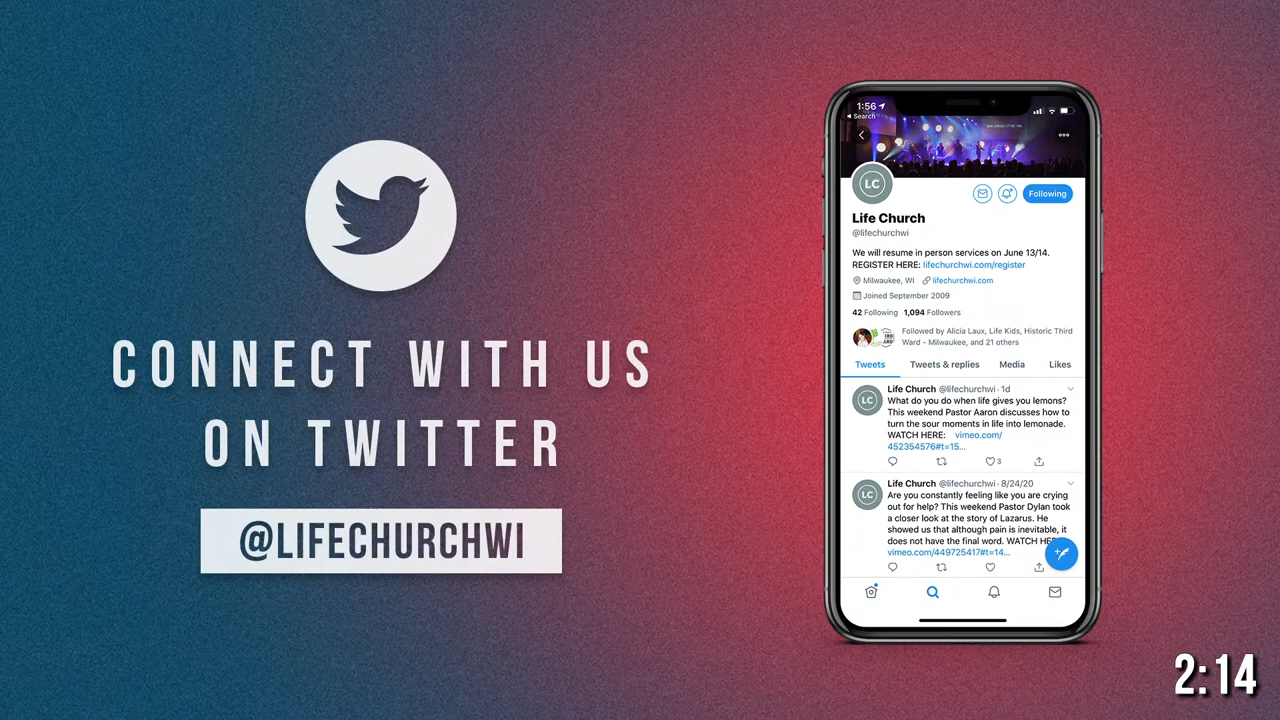 CONNECT WITH US
ON TWITTER
@LIFECHURCHWI
1:56
Search
LC
Following
Life Church
@lifechurchwi
We will resume in person services on June 13/14.
REGISTER HERE: lifechurchwi.com/register
Milwaukee, WI lifechurchwi.com
Joined September 2009
42 Following 1,094 Followers
Followed by Alicia Laux, Life Kids, Historic Third
Ward - Milwaukee, and 21 others
Tweets Tweets & replies Media Likes
LC
Life Church @lifechurchwi · 1d
What do you do when life gives you lemons?
This weekend Pastor Aaron discusses how to
turn the sour moments in life into lemonade.
WATCH HERE: vimeo.com/
452354576#t=15...
3
LC
Life Church @lifechurchwi · 8/24/20
Are you constantly feeling like you are crying
out for help? This weekend Pastor Dylan took
a closer look at the story of Lazarus. He
showed us that although pain is inevitable, it
does not have the final word. WATCH
vimeo.com/449725417#t=14...
2:14